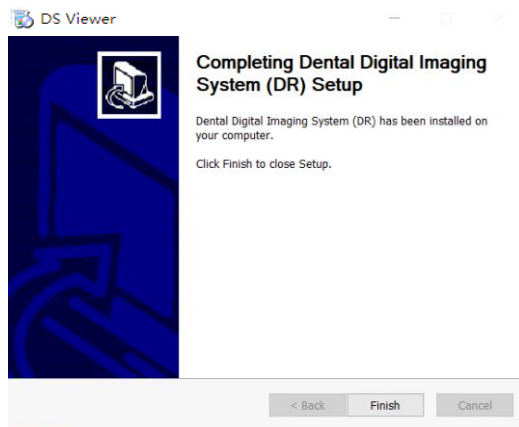 DS Viewer
Completing Dental Digital Imaging
System (DR) Setup
Dental Digital Imaging System (DR) has been installed on
your computer.
Click Finish to close Setup.
< Back
Finish
Cancel